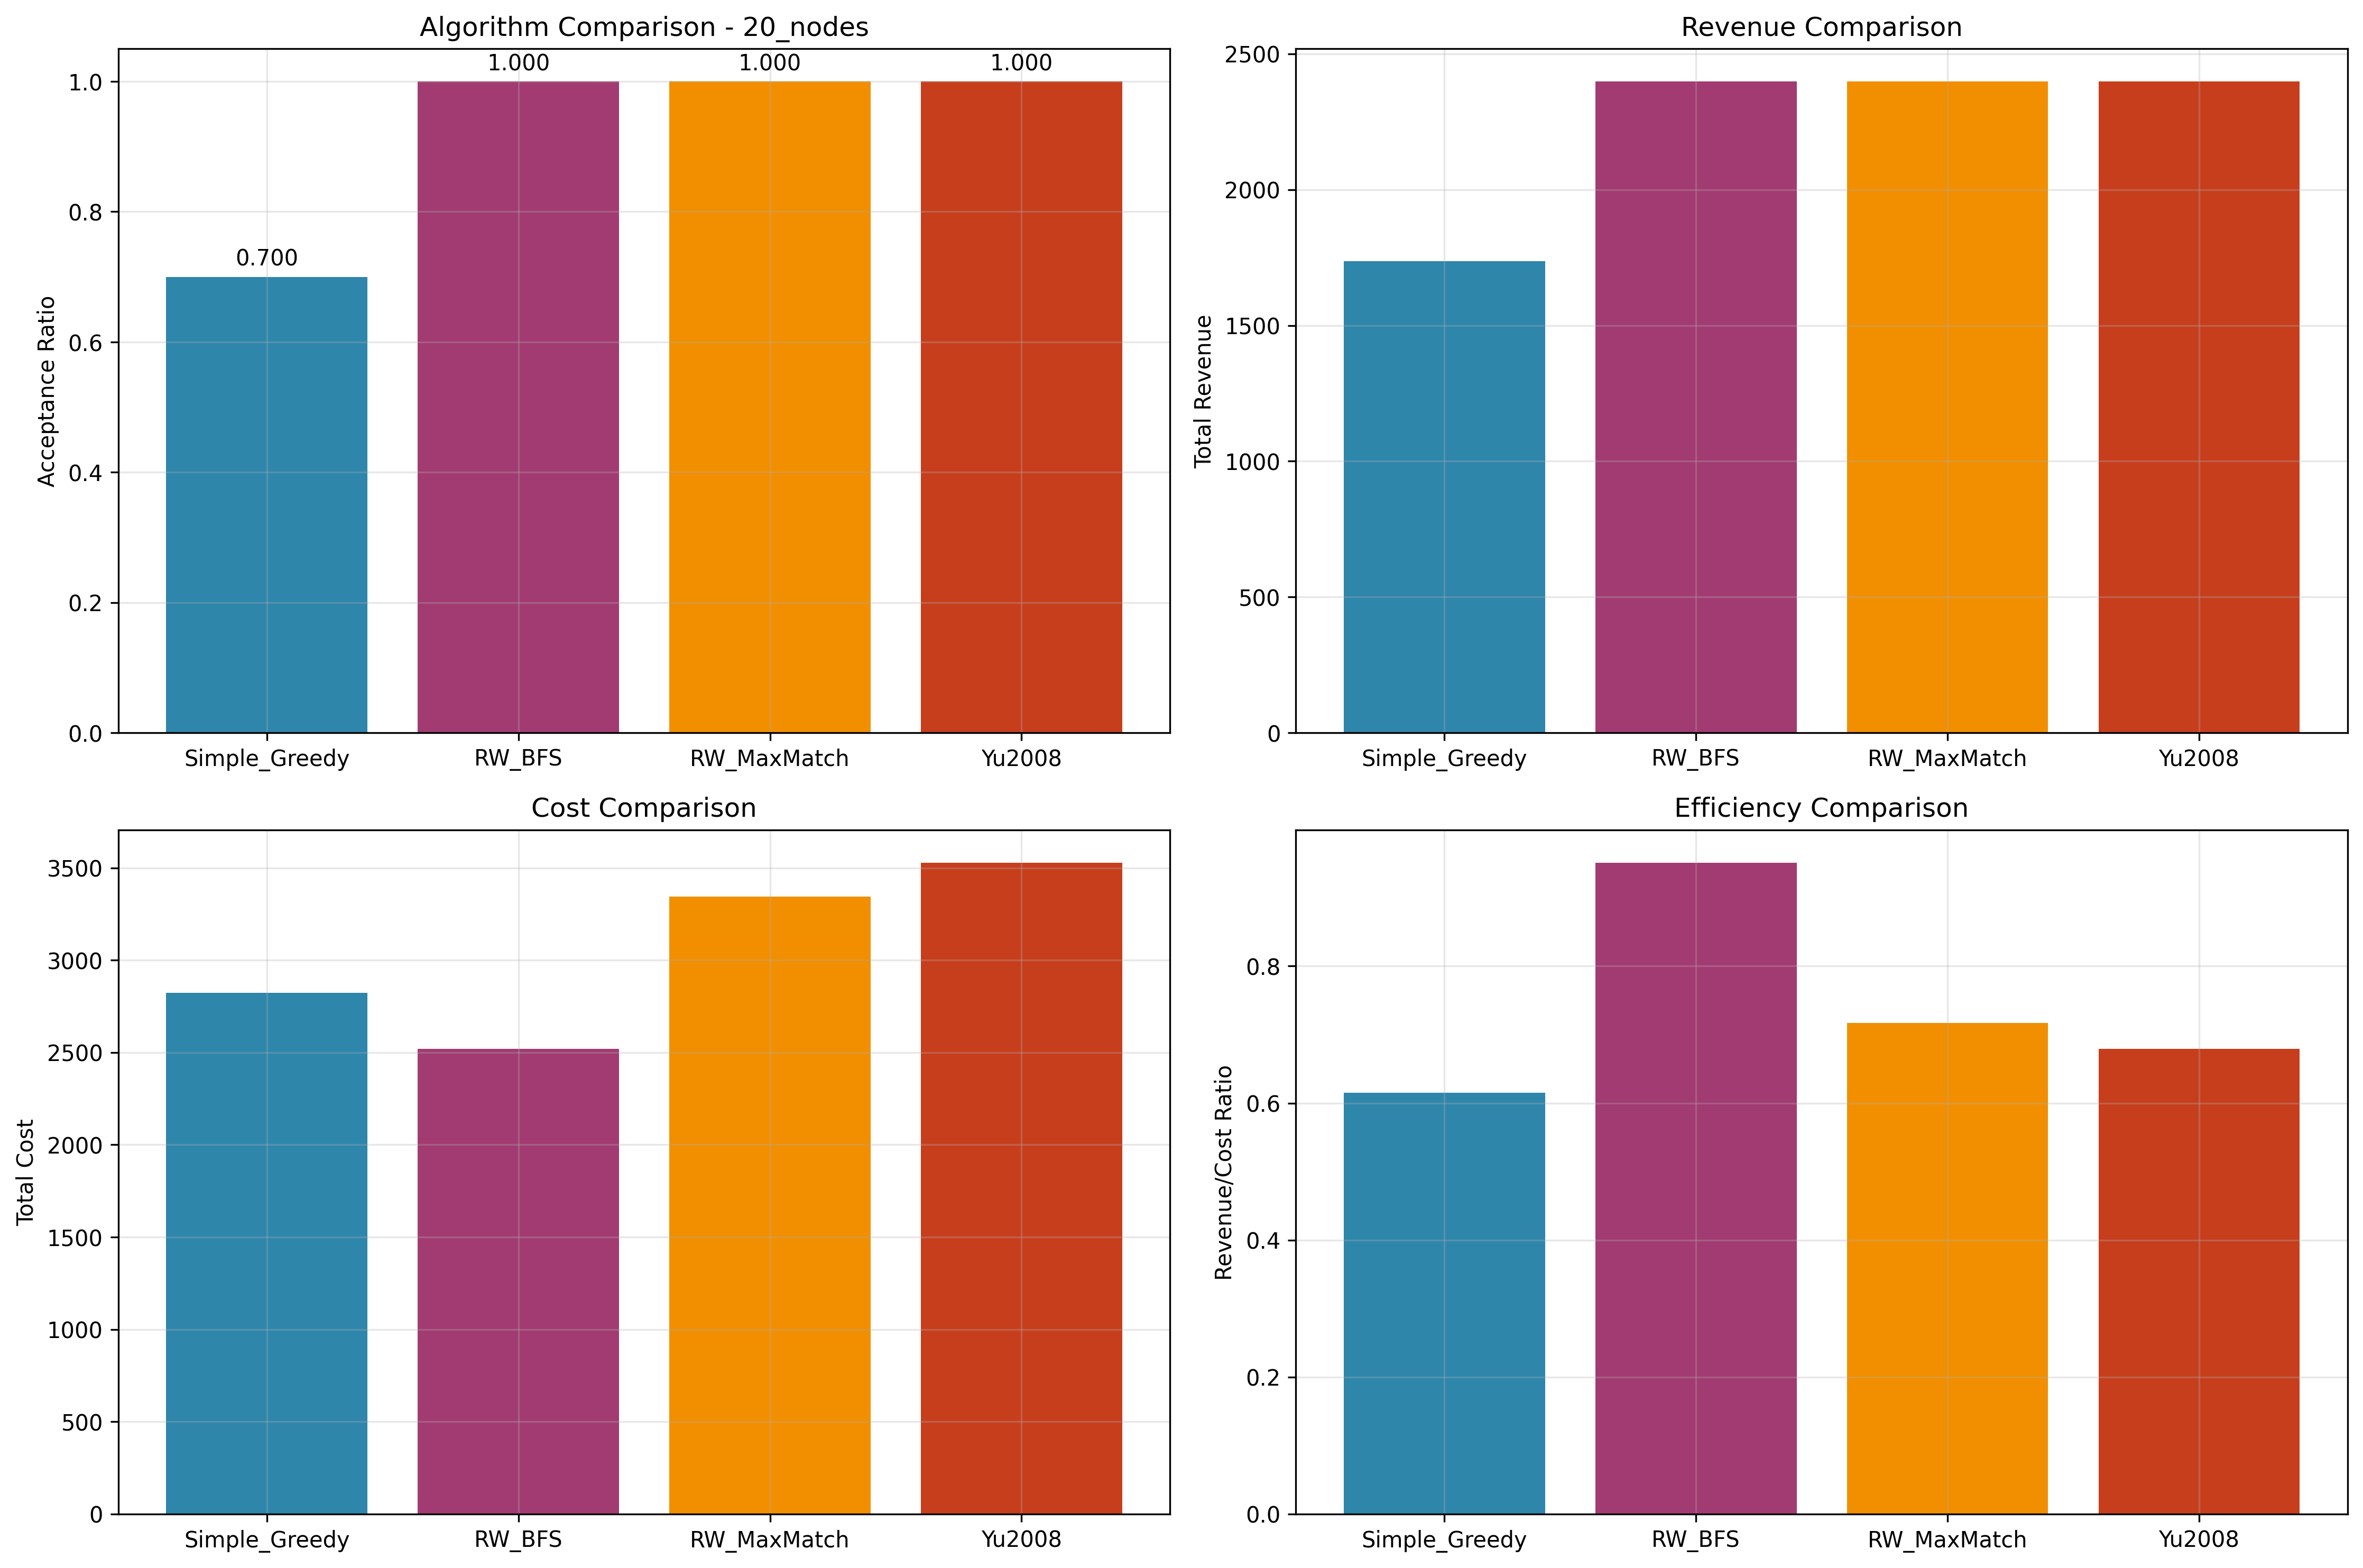 Algorithm Comparison - 20_nodes
Acceptance Ratio
1.0
0.8
0.6
0.4
0.2
0.0
0.700
1.000
1.000
1.000
Simple_Greedy RW_BFS RW_MaxMatch Yu2008
Revenue Comparison
Total Revenue
2500
2000
1500
1000
500
0
Simple_Greedy RW_BFS RW_MaxMatch Yu2008
Cost Comparison
Total Cost
3500
3000
2500
2000
1500
1000
500
0
Simple_Greedy RW_BFS RW_MaxMatch Yu2008
Efficiency Comparison
Revenue/Cost Ratio
0.8
0.6
0.4
0.2
0.0
Simple_Greedy RW_BFS RW_MaxMatch Yu2008